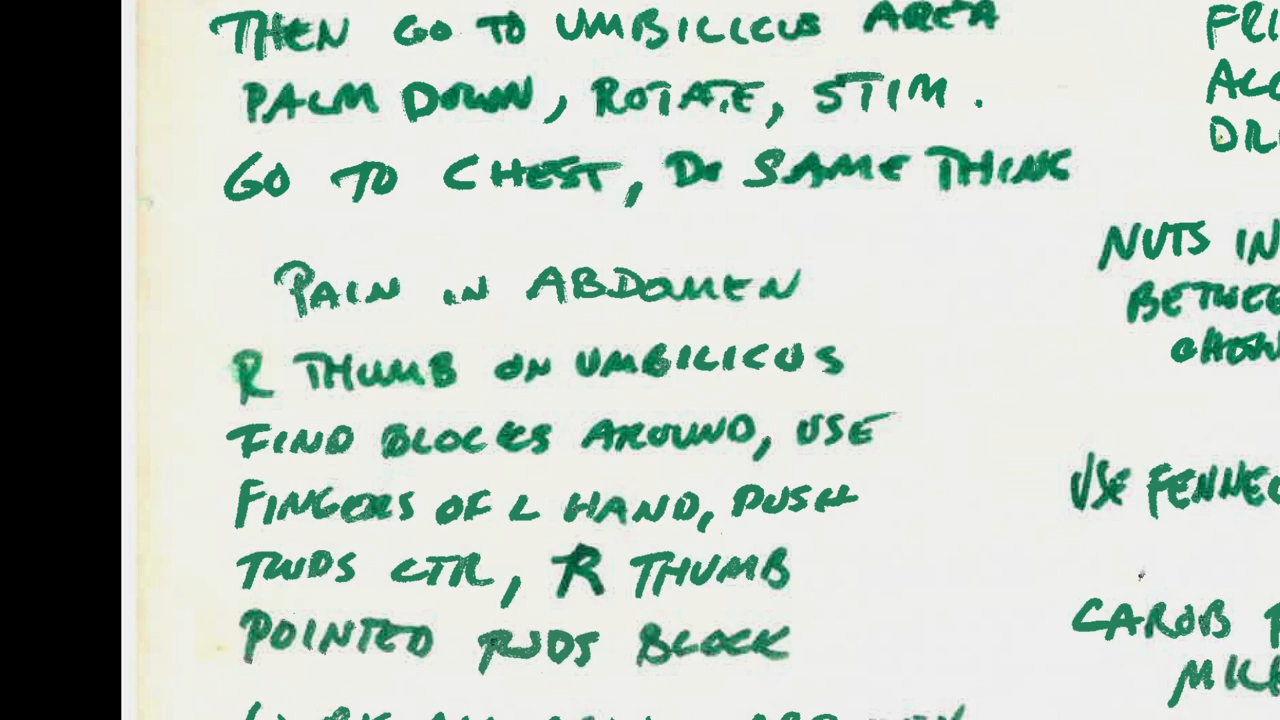 THEN GO TO UMBILICUS AREA
PALM DOWN, ROTATE, STIM.
GO TO CHEST, DO SAME THINK
PAIN IN ABDOMEN
R THUMB ON UMBILICUS
FIND BLOCKS AROUND, USE
FINGERS OF L HAND, PUSH
TWDS CTR, R THUMB
POINTED TWDS BLOCK
NUTS IN
USE
CAROB